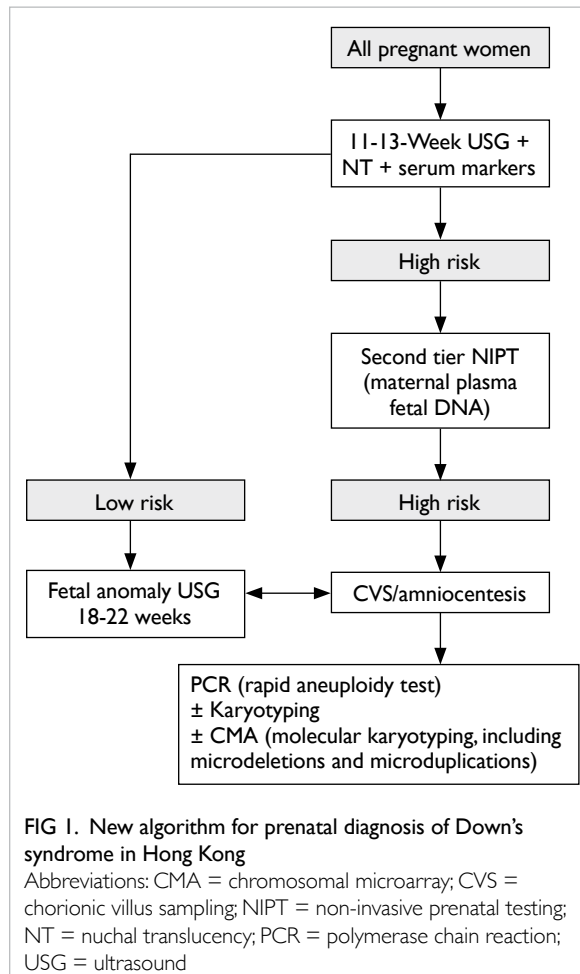 All pregnant women
11-13-Week USG +
NT + serum markers
High risk
Second tier NIPT
(maternal plasma
fetal DNA)
Low risk
High risk
Fetal anomaly USG
18-22 weeks
CVS/amniocentesis
PCR (rapid aneuploidy test)
± Karyotyping
± CMA (molecular karyotyping, including
microdeletions and microduplications)
FIG 1. New algorithm for prenatal diagnosis of Down's
syndrome in Hong Kong
Abbreviations: CMA = chromosomal microarray; CVS =
chorionic villus sampling; NIPT = non-invasive prenatal testing;
NT = nuchal translucency; PCR = polymerase chain reaction;
USG = ultrasound